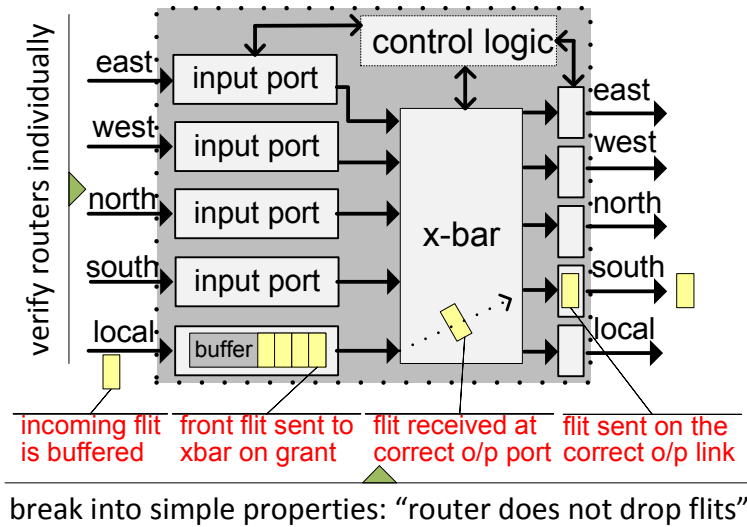 verify routers individually
control logic
east
input port
east
west
input port
west
north
input port
north
x-bar
south
input port
south
local
buffer
local
incoming flit
is buffered
front flit sent to
xbar on grant
flit received at
correct o/p port
flit sent on the
correct o/p link
break into simple properties: “router does not drop flits”